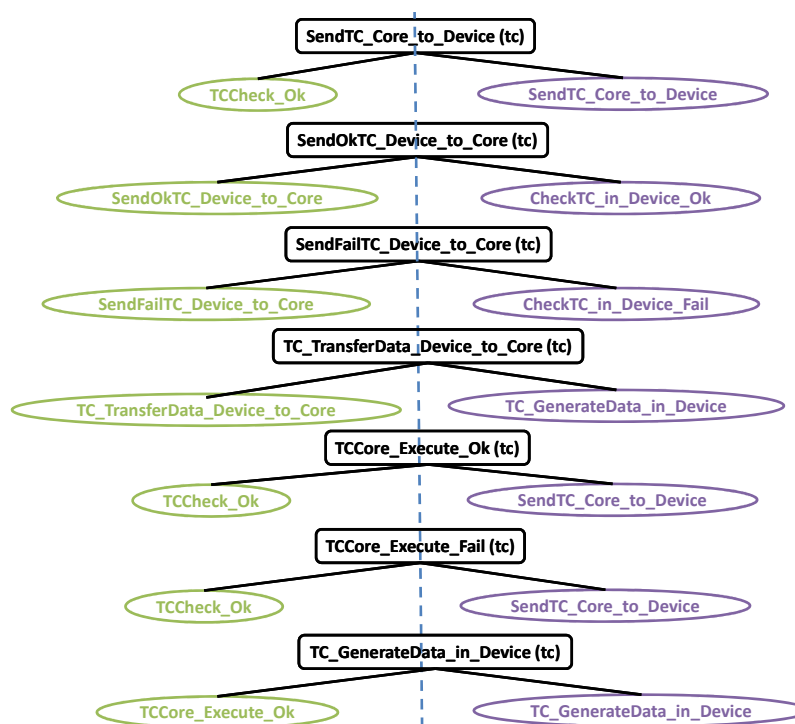 SendTC_Core_to_Device (tc)
TCCheck_Ok
SendTC_Core_to_Device
SendOkTC_Device_to_Core (tc)
SendOkTC_Device_to_Core
CheckTC_in_Device_Ok
SendFailTC_Device_to_Core (tc)
SendFailTC_Device_to_Core
CheckTC_in_Device_Fail
TC_TransferData_Device_to_Core (tc)
TC_TransferData_Device_to_Core
TC_GenerateData_in_Device
TCCore_Execute_Ok (tc)
TCCheck_Ok
SendTC_Core_to_Device
TCCore_Execute_Fail (tc)
TCCheck_Ok
SendTC_Core_to_Device
TC_GenerateData_in_Device (tc)
TCCore_Execute_Ok
TC_GenerateData_in_Device